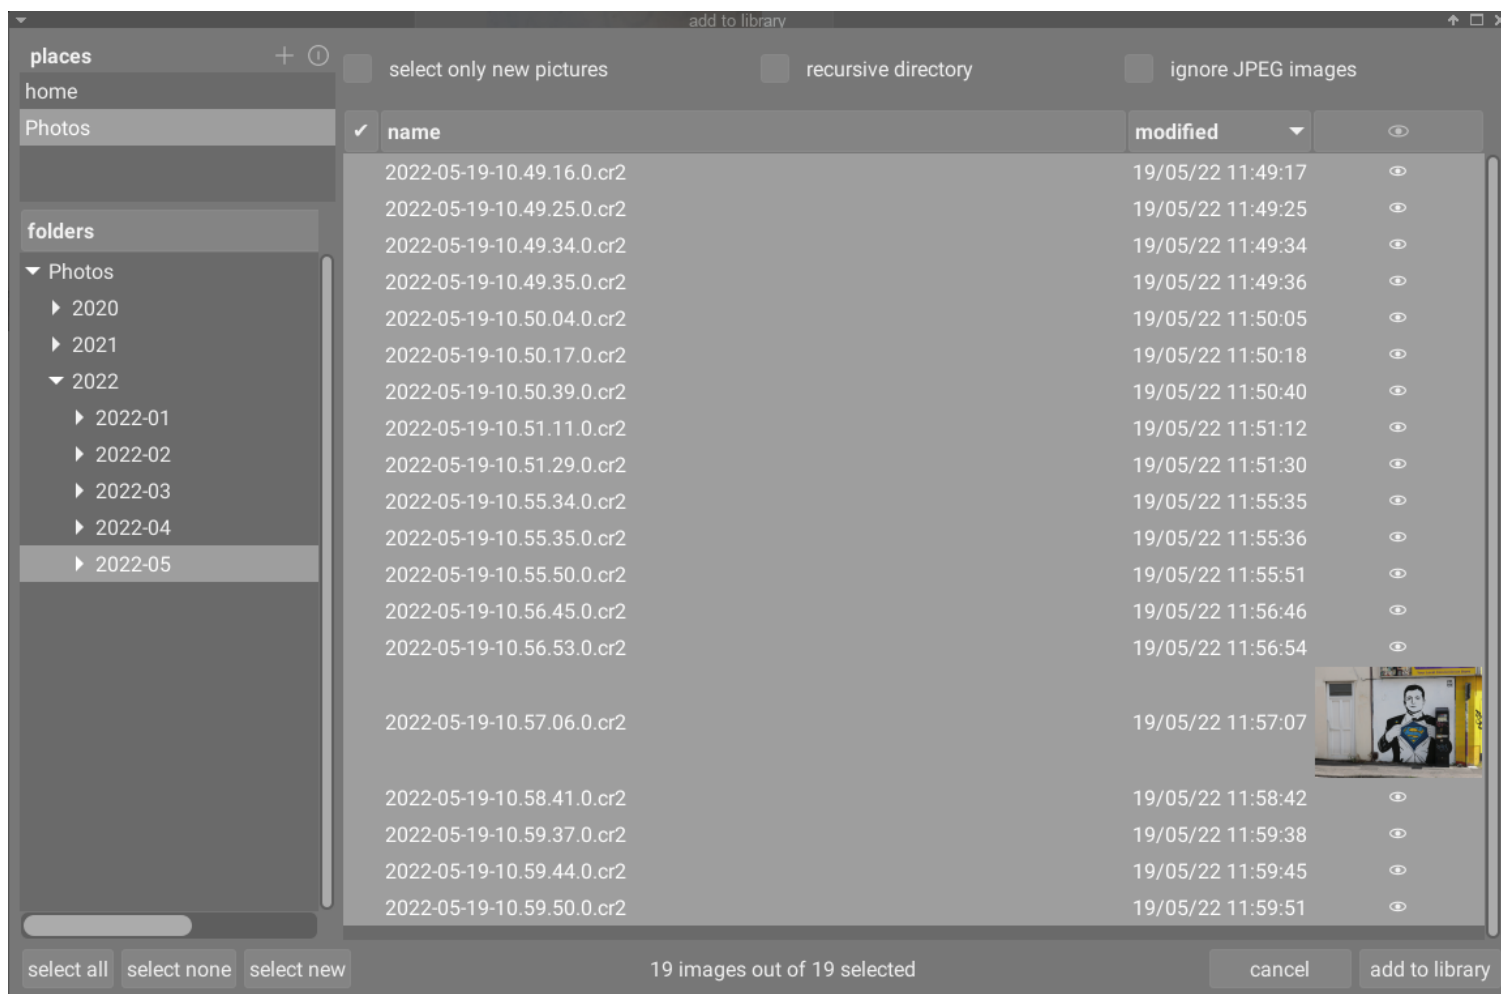 add to library
places
home
Photos
folders
Photos
2020
2021
2022
2022-01
2022-02
2022-03
2022-04
2022-05
select only new pictures recursive directory ignore JPEG images
✔ name modified
2022-05-19-10.49.16.0.cr2 19/05/22 11:49:17
2022-05-19-10.49.25.0.cr2 19/05/22 11:49:25
2022-05-19-10.49.34.0.cr2 19/05/22 11:49:34
2022-05-19-10.49.35.0.cr2 19/05/22 11:49:36
2022-05-19-10.50.04.0.cr2 19/05/22 11:50:05
2022-05-19-10.50.17.0.cr2 19/05/22 11:50:18
2022-05-19-10.50.39.0.cr2 19/05/22 11:50:40
2022-05-19-10.51.11.0.cr2 19/05/22 11:51:12
2022-05-19-10.51.29.0.cr2 19/05/22 11:51:30
2022-05-19-10.55.34.0.cr2 19/05/22 11:55:35
2022-05-19-10.55.35.0.cr2 19/05/22 11:55:36
2022-05-19-10.55.50.0.cr2 19/05/22 11:55:51
2022-05-19-10.56.45.0.cr2 19/05/22 11:56:46
2022-05-19-10.56.53.0.cr2 19/05/22 11:56:54
2022-05-19-10.57.06.0.cr2 19/05/22 11:57:07
2022-05-19-10.58.41.0.cr2 19/05/22 11:58:42
2022-05-19-10.59.37.0.cr2 19/05/22 11:59:38
2022-05-19-10.59.44.0.cr2 19/05/22 11:59:45
2022-05-19-10.59.50.0.cr2 19/05/22 11:59:51
select all select none select new 19 images out of 19 selected cancel add to library